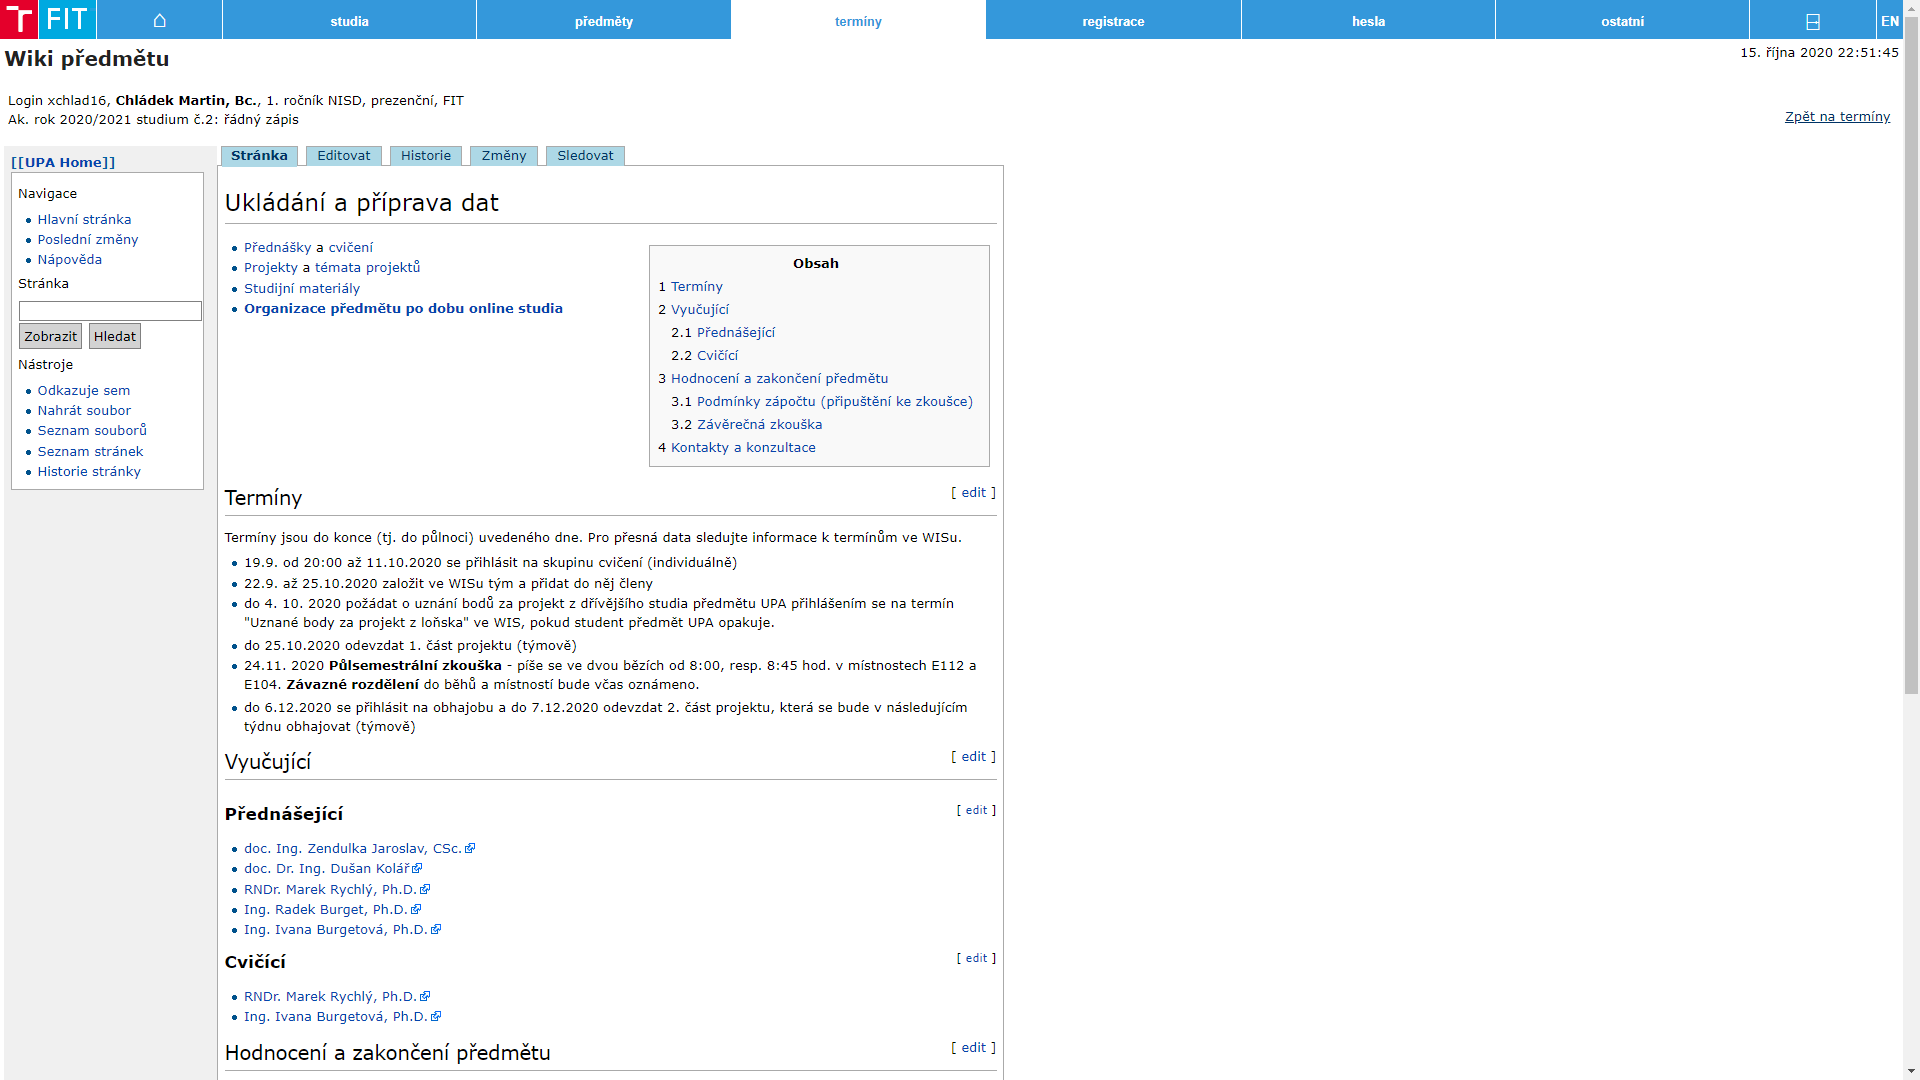 T FIT
studia
předměty
termíny
registrace
hesla
ostatní
EN
Wiki předmětu
15. října 2020 22:51:45
Login xchlad16, Chládek Martin, Bc., 1. ročník NISD, prezenční, FIT
Ak. rok 2020/2021 studium č.2: řádný zápis
Zpět na termíny
[[UPA Home]]
Navigace
Hlavní stránka
Poslední změny
Nápověda
Stránka
Zobrazit Hledat
Nástroje
Odkazuje sem
Nahrát soubor
Seznam souborů
Seznam stránek
Historie stránky
Stránka Editovat Historie Změny Sledovat
Ukládání a příprava dat
Přednášky a cvičení
Projekty a témata projektů
Studijní materiály
Organizace předmětu po dobu online studia
Obsah
1 Termíny
2 Vyučující
2.1 Přednášející
2.2 Cvičící
3 Hodnocení a zakončení předmětu
3.1 Podmínky zápočtu (připuštění ke zkoušce)
3.2 Závěrečná zkouška
4 Kontakty a konzultace
Termíny [ edit ]
Termíny jsou do konce (tj. do půlnoci) uvedeného dne. Pro přesná data sledujte informace k termínům ve WISu.
19.9. od 20:00 až 11.10.2020 se přihlásit na skupinu cvičení (individuálně)
22.9. až 25.10.2020 založit ve WISu tým a přidat do něj členy
do 4. 10. 2020 požádat o uznání bodů za projekt z dřívějšího studia předmětu UPA přihlášením se na termín
"Uznané body za projekt z loňska" ve WIS, pokud student předmět UPA opakuje.
do 25.10.2020 odevzdat 1. část projektu (týmově)
24.11. 2020 Půlsemestrální zkouška - píše se ve dvou bězích od 8:00, resp. 8:45 hod. v místnostech E112 a
E104. Závazné rozdělení do běhů a místností bude včas oznámeno.
do 6.12.2020 se přihlásit na obhajobu a do 7.12.2020 odevzdat 2. část projektu, která se bude v následujícím
týdnu obhajovat (týmově)
Vyučující [ edit ]
Přednášející [ edit ]
doc. Ing. Zendulka Jaroslav, CSc.
doc. Dr. Ing. Dušan Kolář
RNDr. Marek Rychlý, Ph.D.
Ing. Radek Burget, Ph.D.
Ing. Ivana Burgetová, Ph.D.
Cvičící [ edit ]
RNDr. Marek Rychlý, Ph.D.
Ing. Ivana Burgetová, Ph.D.
Hodnocení a zakončení předmětu [ edit ]